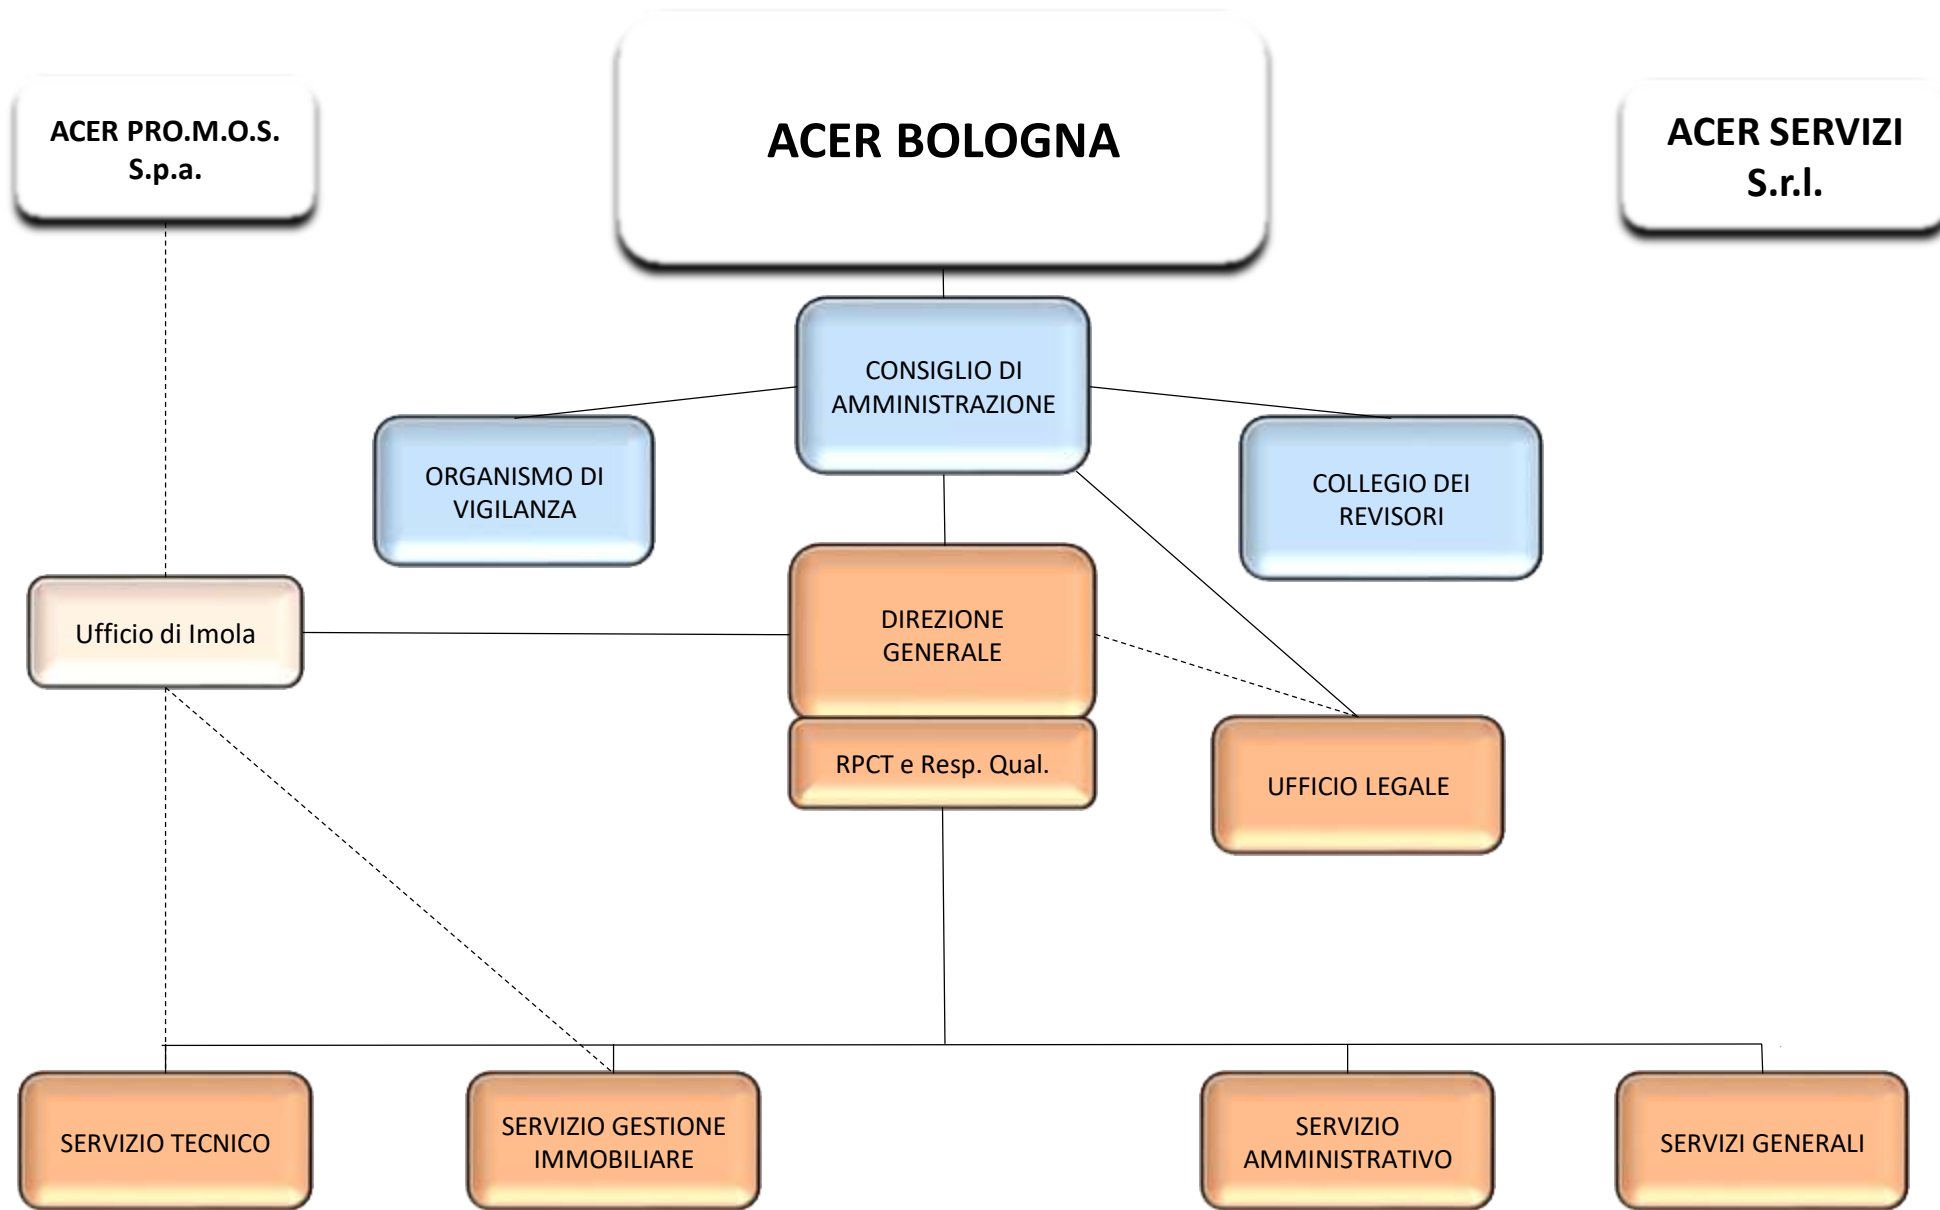 ACER PRO.M.O.S.
S.p.a.
ACER BOLOGNA
ACER SERVIZI
S.r.l.
CONSIGLIO DI
AMMINISTRAZIONE
ORGANISMO DI
VIGILANZA
COLLEGIO DEI
REVISORI
Ufficio di Imola
DIREZIONE
GENERALE
RPCT e Resp. Qual.
UFFICIO LEGALE
SERVIZIO TECNICO
SERVIZIO GESTIONE
IMMOBILIARE
SERVIZIO
AMMINISTRATIVO
SERVIZI GENERALI